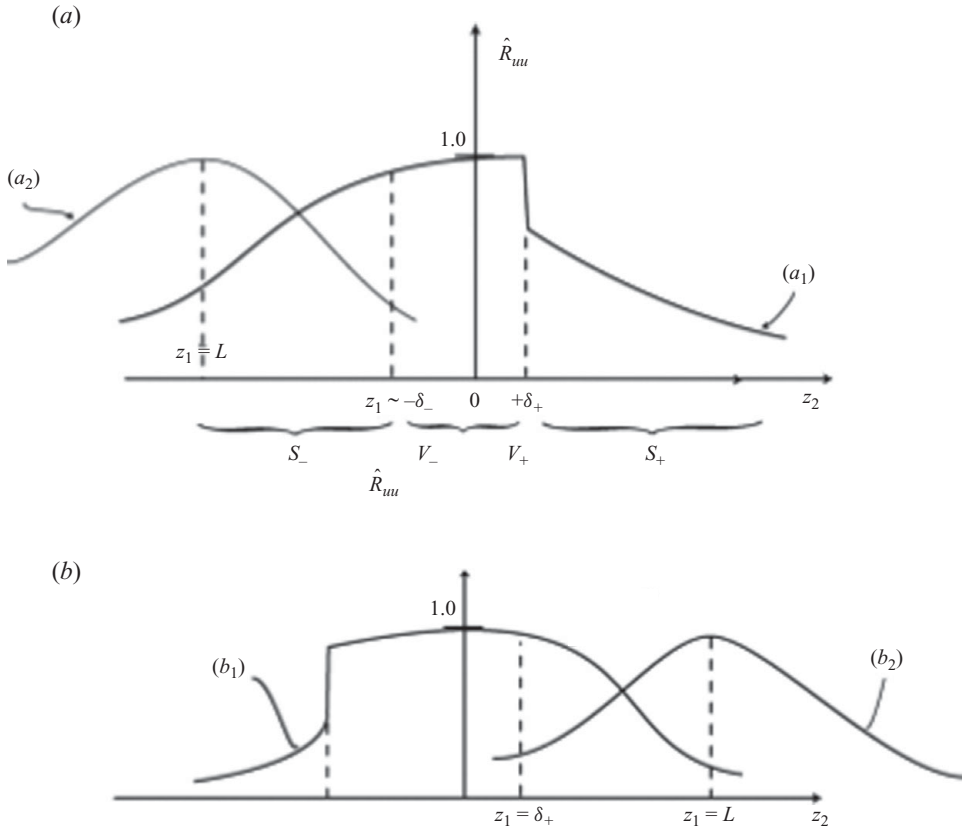 (a)
R̂uu
1.0
(a2)
(a1)
z1 = L
z1 ~ –δ–
0
+δ+
z2
S–
V–
V+
S+
R̂uu
(b)
1.0
(b1)
(b2)
z1 = δ+
z1 = L
z2